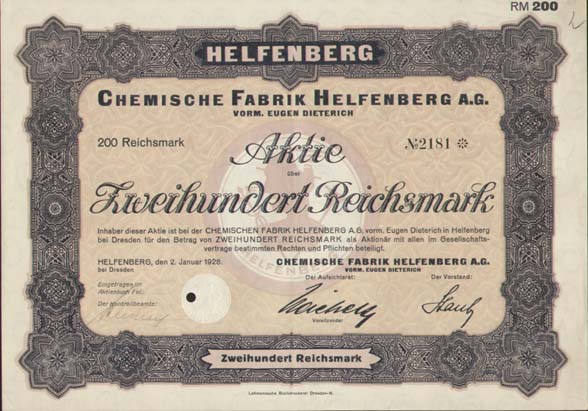 RM 200
HELFENBERG
CHEMISCHE FABRIK HELFENBERG A.G.
VORM. EUGEN DIETERICH
200 Reichsmark
№2181 ※
Aktie
über
Zweihundert Reichsmark
Inhaber dieser Aktie ist bei der CHEMISCHEN FABRIK HELFENBERG A.G. vorm. Eugen Dieterich in Helfenberg
bei Dresden für den Betrag von ZWEIHUNDERT REICHSMARK als Aktionär mit allen im Gesellschafts-
vertrage bestimmten Rechten und Pflichten beteiligt.
HELFENBERG, den 2. Januar 1928.
bei Dresden
CHEMISCHE FABRIK HELFENBERG A.G.
VORM. EUGEN DIETERICH
Der Aufsichtsrat:
Der Vorstand:
Eingetragen im
Aktienbuch Fol.:
Der Kontrollbeamte:
Vorsitzender
HELFENBERG
Zweihundert Reichsmark
Lehmannsche Buchdruckerei Dresden-N.